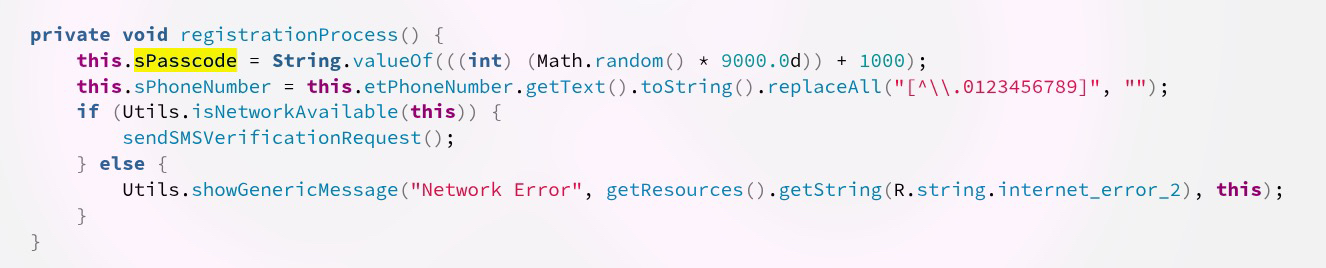 private void registrationProcess() {
    this.sPasscode = String.valueOf(((int) (Math.random() * 9000.0d)) + 1000);
    this.sPhoneNumber = this.etPhoneNumber.getText().toString().replaceAll("[^\\.0123456789]", "");
    if (Utils.isNetworkAvailable(this)) {
        sendSMSVerificationRequest();
    } else {
        Utils.showGenericMessage("Network Error", getResources().getString(R.string.internet_error_2), this);
    }
}